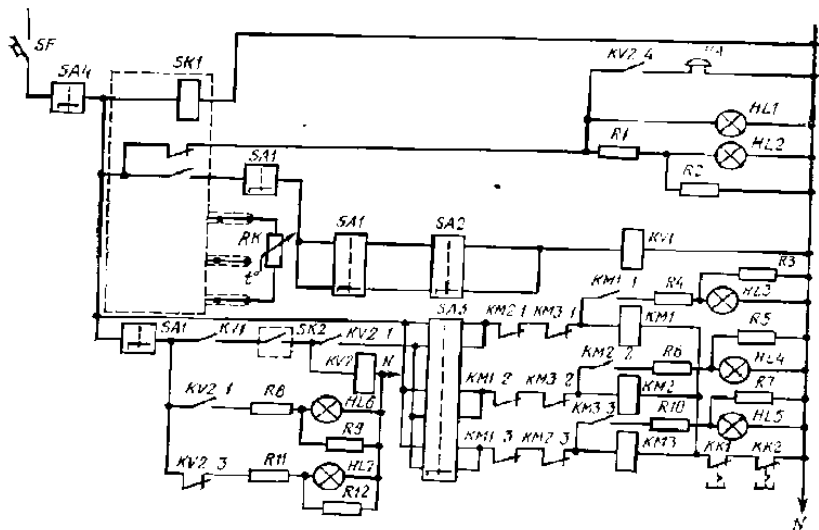 SF
SA4
SK1
KV2 4
HL1
R1
HL2
R2
SA1
RK
t°
SA1
SA2
KV1
R3
KM1 1
R4
HL3
SA3
KM2 1
KM3 1
KM1
R5
SA1
KV1
SK2
KV2 1
KM2 2
R6
HL4
KV2
N
R7
KM1 2
KM3 2
KM2
KV2 1
R8
HL6
KM3 3
R10
HL5
R9
KM1 3
KM2 3
KM3
KK1
KK2
KV2 3
R11
HL7
R12
N